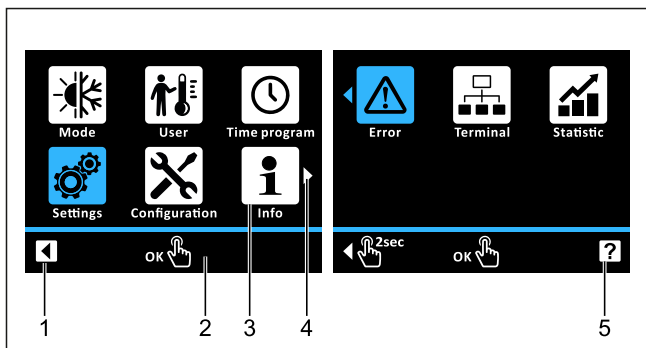 Mode User Time program
Settings Configuration Info
OK
Error Terminal Statistic
2sec
OK
?
1 2 3 4 5